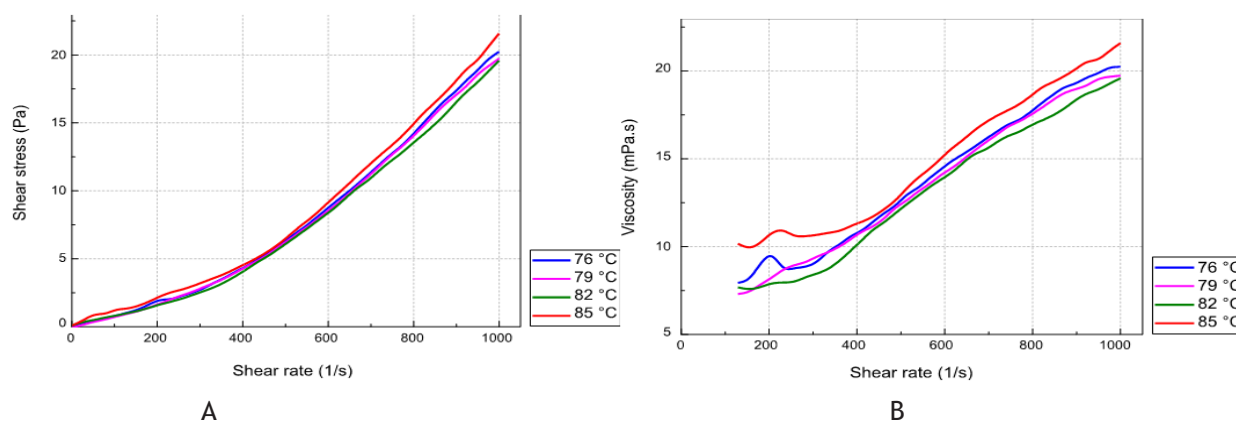 Shear stress (Pa)
20
15
10
5
0
0 200 400 600 800 1000
Shear rate (1/s)
76 °C
79 °C
82 °C
85 °C
A
Viscosity (mPa.s)
20
15
10
5
0 200 400 600 800 1000
Shear rate (1/s)
76 °C
79 °C
82 °C
85 °C
B